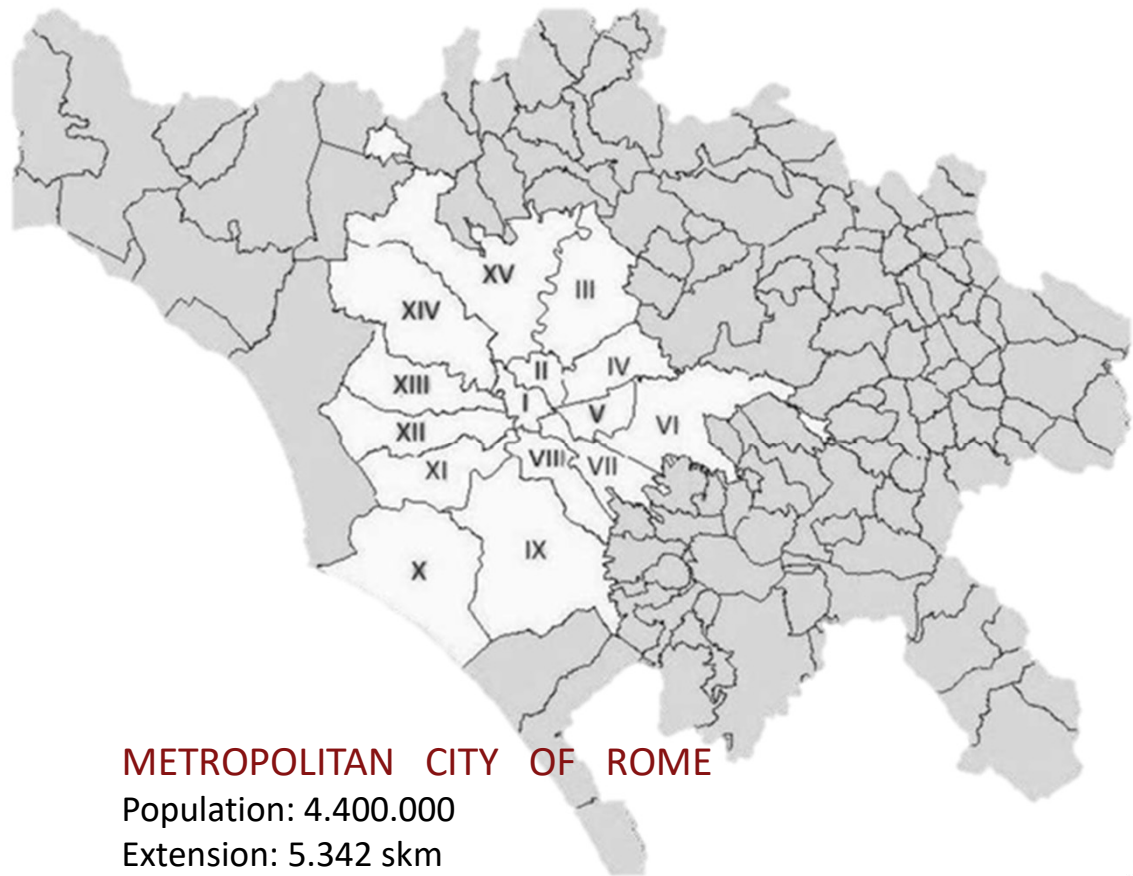 XV
III
XIV
II
IV
XIII
I
V
XII
VI
VIII
VII
XI
IX
X
METROPOLITAN CITY OF ROME
Population: 4.400.000
Extension: 5.342 skm